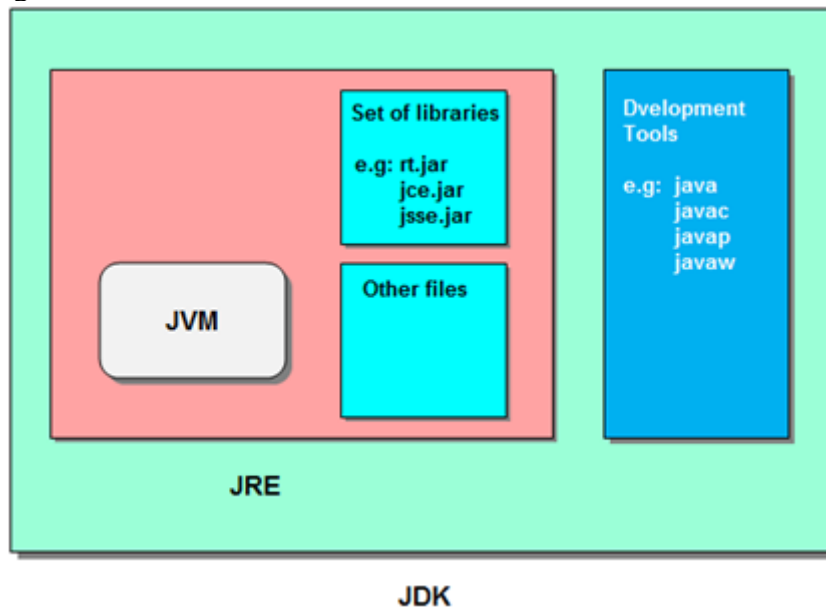 Set of libraries
e.g: rt.jar
jce.jar
jsse.jar
Other files
JVM
Dvelopment
Tools
e.g: java
javac
javap
javaw
JRE
JDK